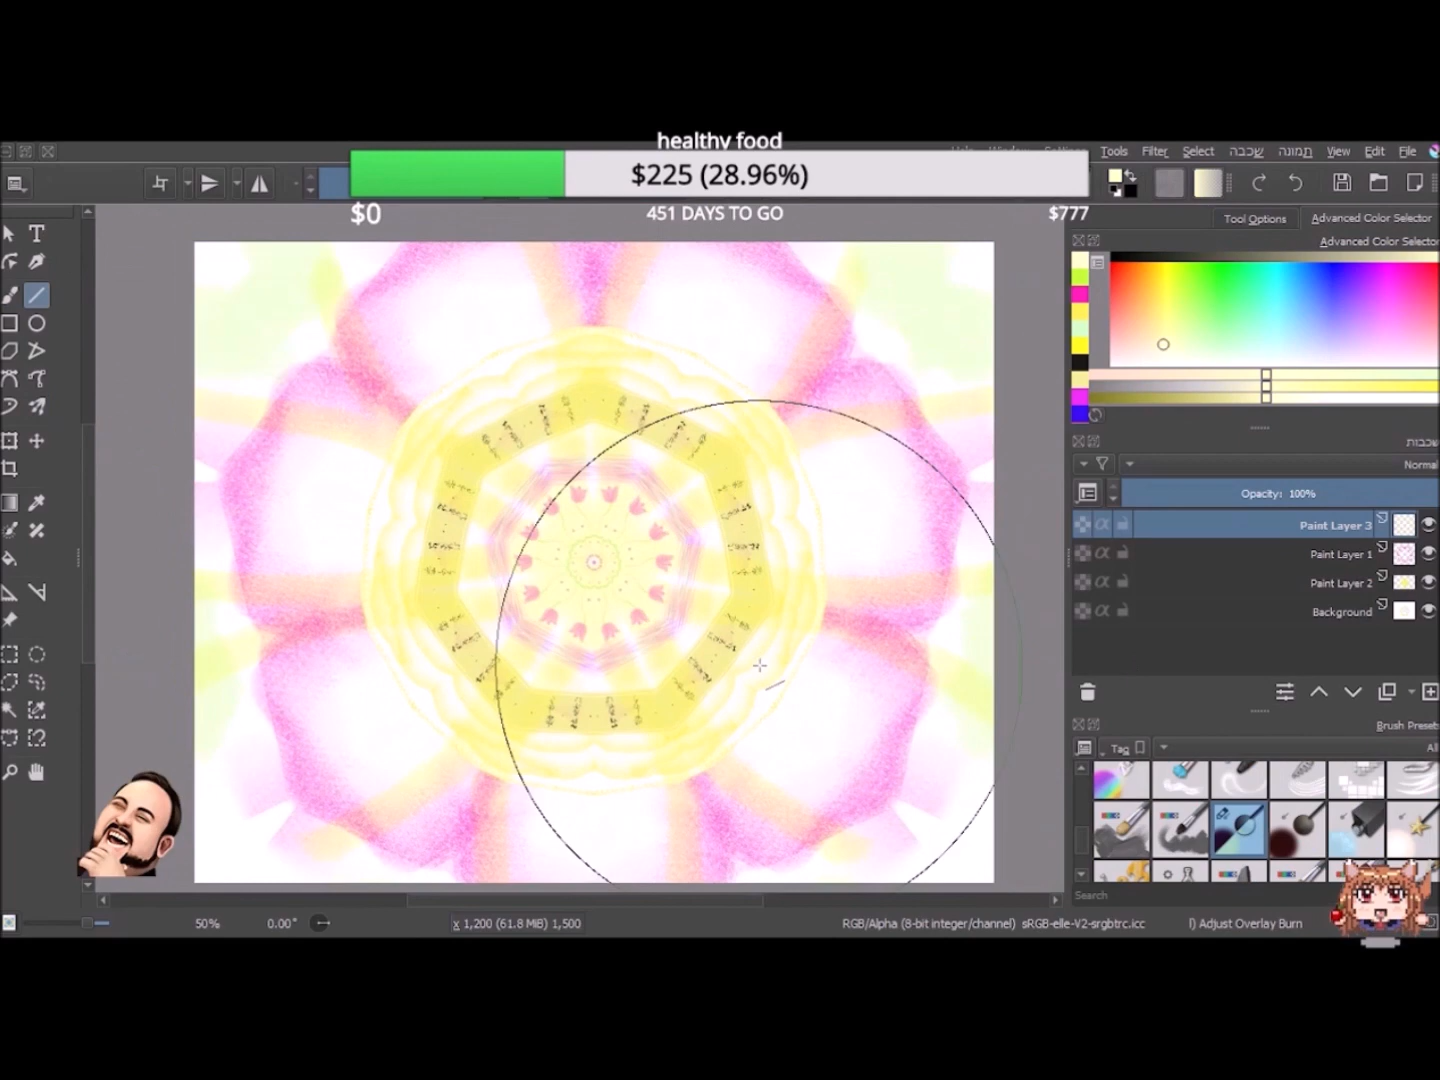 healthy food
$225 (28.96%)
$0
451 DAYS TO GO
$777
Tools Filter Select שכבה תמונה View Edit File
Tool Options
Advanced Color Selector
Advanced Color Selector
שכבות
Normal
Opacity: 100%
Paint Layer 3
Paint Layer 1
Paint Layer 2
Background
Brush Presets
Tag
All
Search
50%
0.00°
1,200 (61.8 MiB) 1,500 x
RGB/Alpha (8-bit integer/channel) sRGB-elle-V2-srgbtrc.icc
l) Adjust Overlay Burn